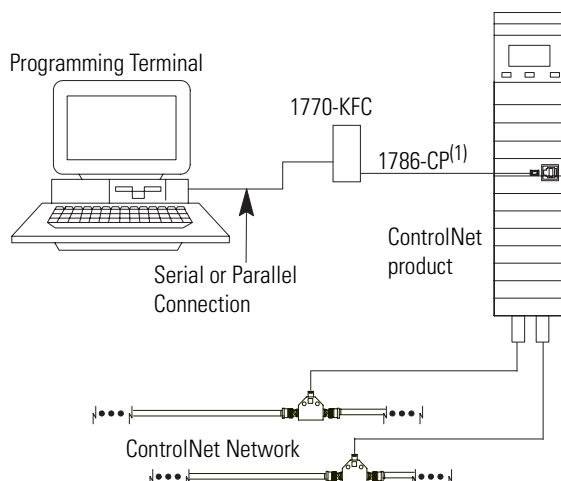 Programming Terminal
1770-KFC
1786-CP(1)
ControlNet
product
Serial or Parallel
Connection
ControlNet Network